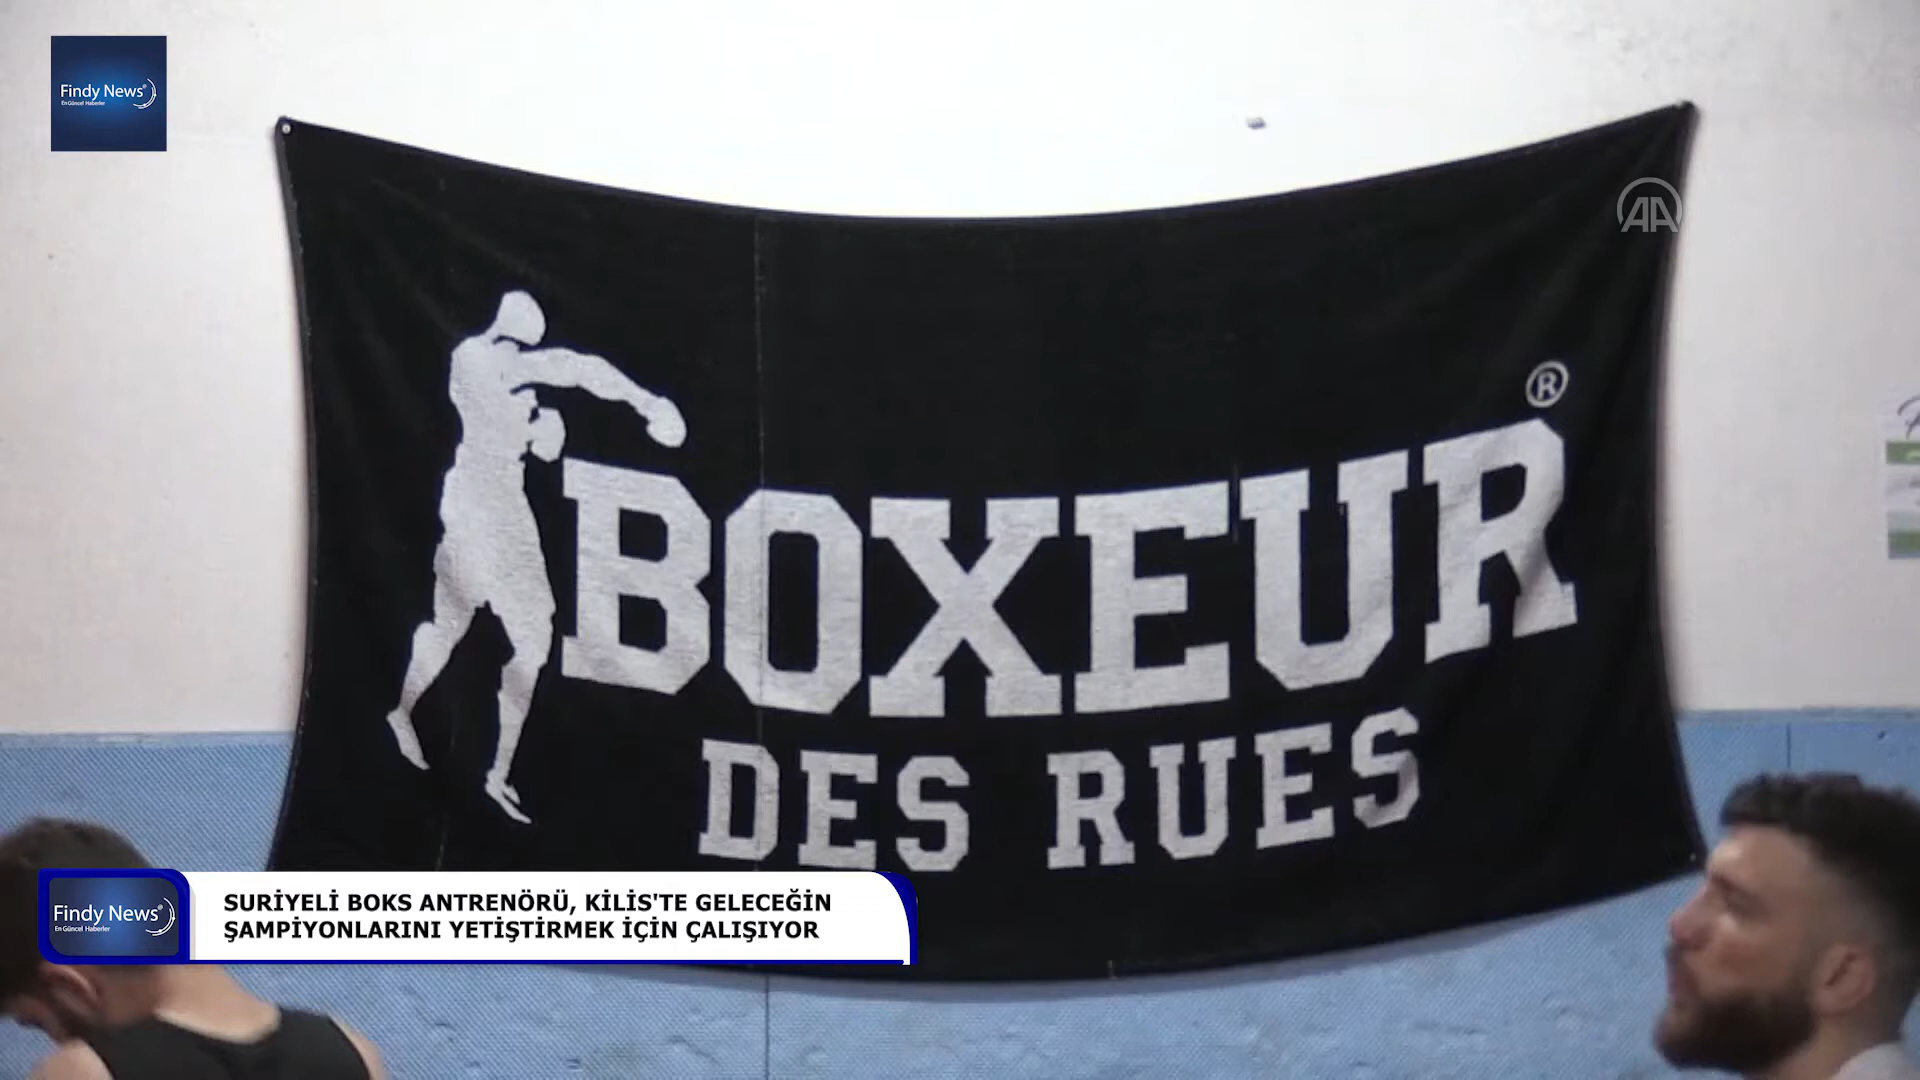 Findy News®
En Güncel Haberler
AA
®
BOXEUR
DES RUES
Findy News®
En Güncel Haberler
SURİYELİ BOKS ANTRENÖRÜ, KİLİS'TE GELECEĞİN
ŞAMPİYONLARINI YETİŞTİRMEK İÇİN ÇALIŞIYOR